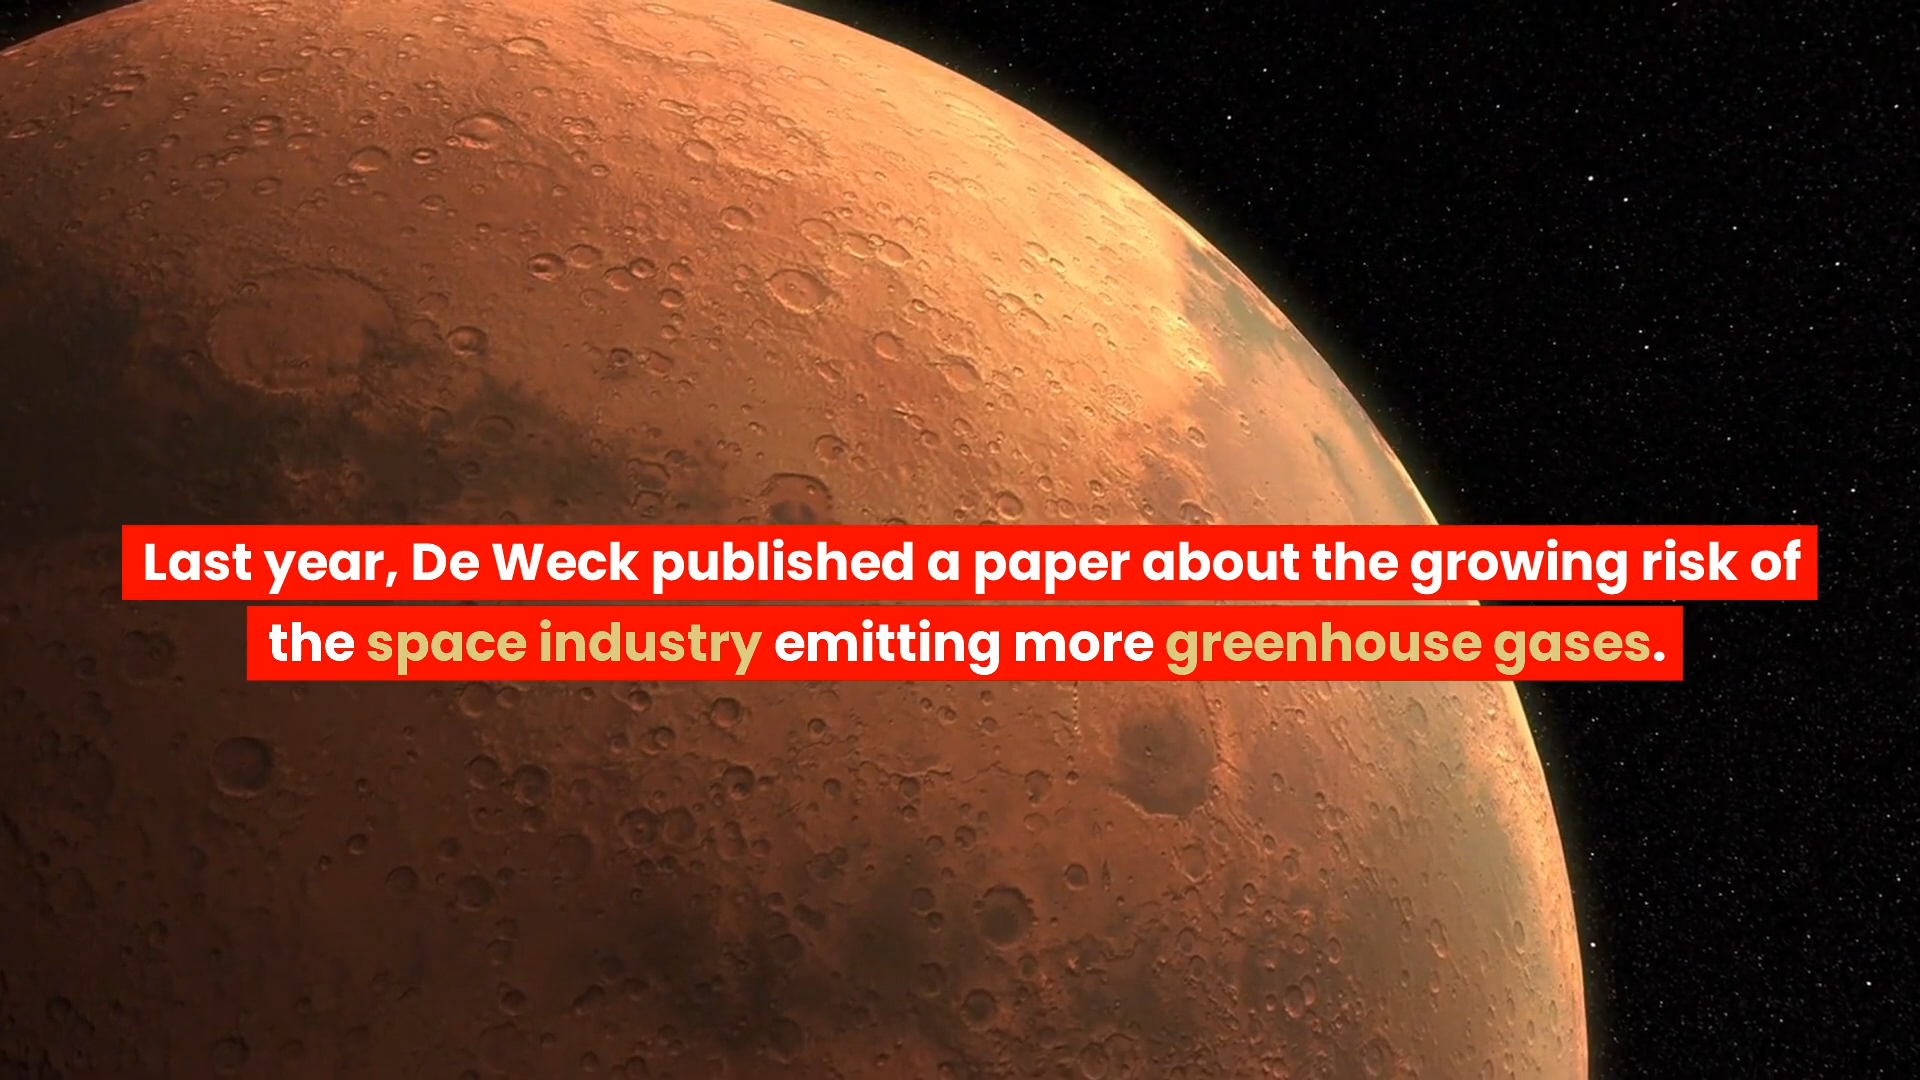 Last year, De Weck published a paper about the growing risk of
the space industry emitting more greenhouse gases.